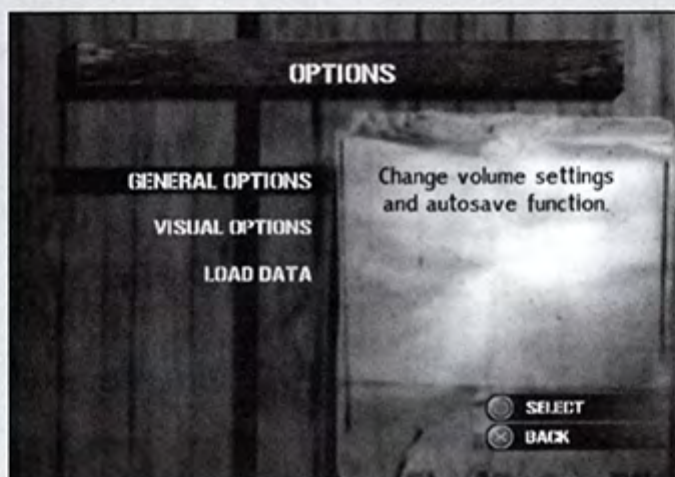 OPTIONS
GENERAL OPTIONS
VISUAL OPTIONS
LOAD DATA
Change volume settings
and autosave function.
SELECT
BACK